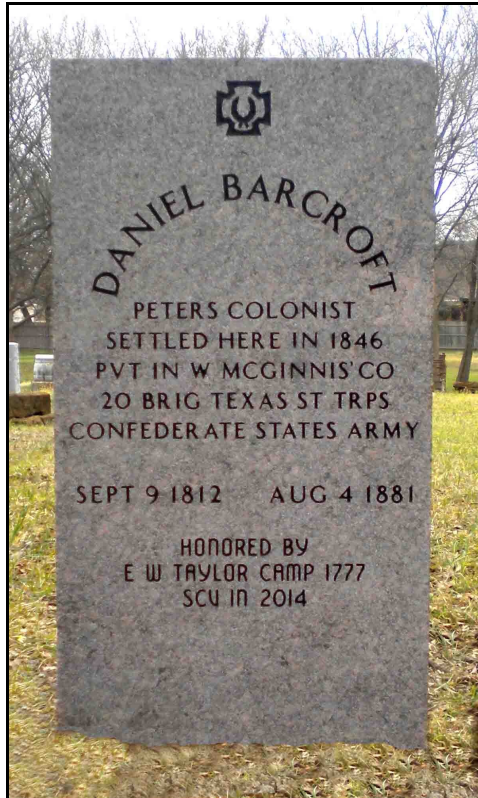 DANIEL BARCROFT
PETERS COLONIST
SETTLED HERE IN 1846
PVT IN W MCGINNIS' CO
20 BRIG TEXAS ST TRPS
CONFEDERATE STATES ARMY
SEPT 9 1812 AUG 4 1881
HONORED BY
E W TAYLOR CAMP 1777
SCV IN 2014